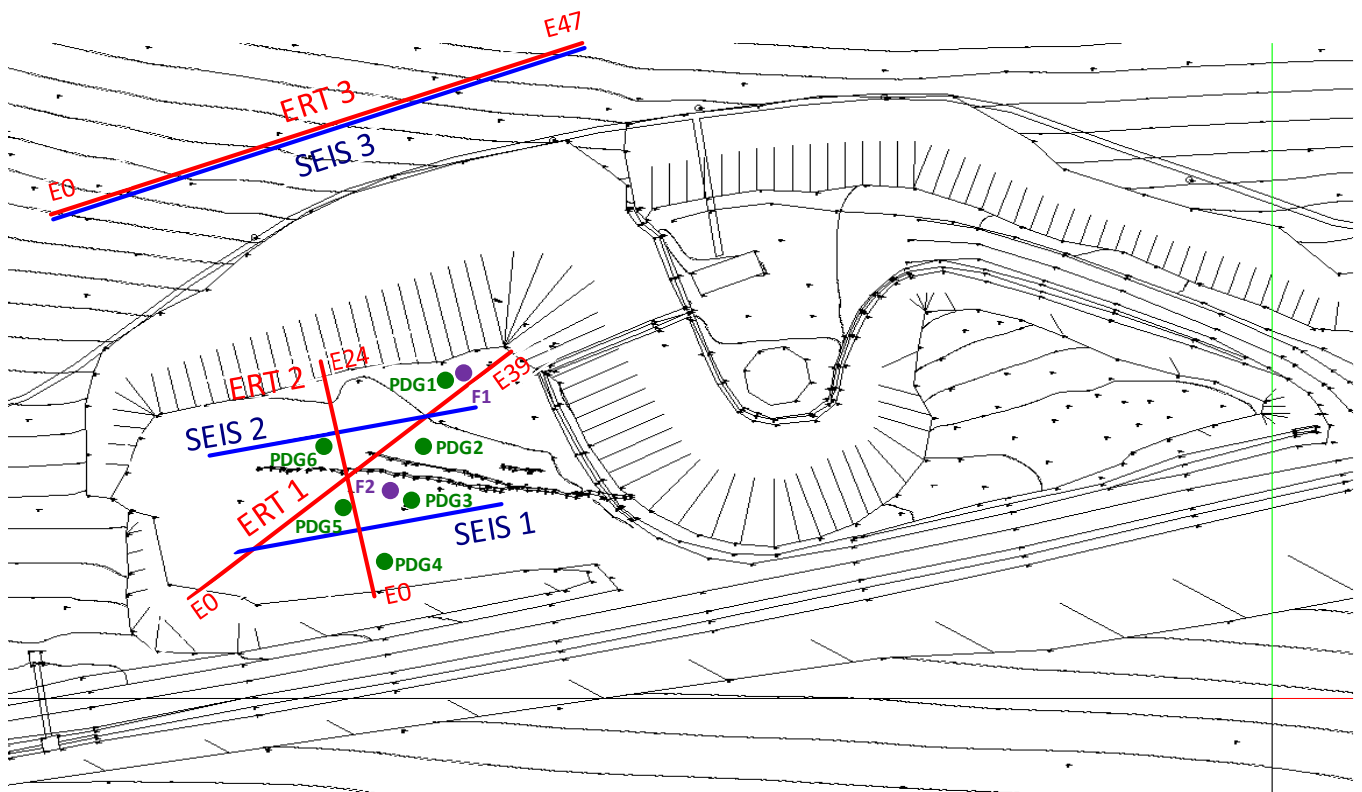 E47
ERT 3
SEIS 3
E0
E24
ERT 2
PDG1
E39
F1
SEIS 2
PDG6
PDG2
F2
ERT 1
PDG3
PDG5
SEIS 1
PDG4
E0
E0